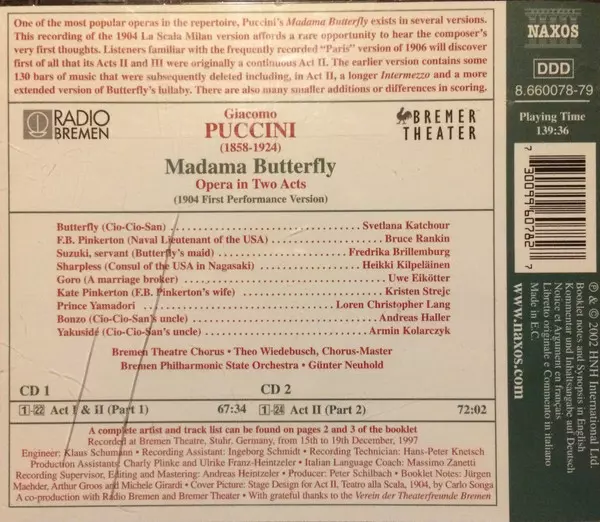 One of the most popular operas in the repertoire, Puccini's Madama Butterfly exists in several versions.
This recording of the 1904 La Scala Milan version affords a rare opportunity to hear the composer's
very first thoughts. Listeners familiar with the frequently recorded "Paris" version of 1906 will discover
first of all that its Acts II and III were originally a continuous Act II. The earlier version contains some
130 bars of music that were subsequently deleted including, in Act II, a longer Intermezzo and a more
extended version of Butterfly's lullaby. There are also many smaller additions or differences in scoring.
RADIO
BREMEN
Giacomo
PUCCINI
(1858-1924)
BREMER
THEATER
Madama Butterfly
Opera in Two Acts
(1904 First Performance Version)
Butterfly (Cio-Cio-San) Svetlana Katchour
F.B. Pinkerton (Naval Lieutenant of the USA) Bruce Rankin
Suzuki, servant (Butterfly's maid) Fredrika Brillembourg
Sharpless (Consul of the USA in Nagasaki) Heikki Kilpeläinen
Goro (A marriage broker) Uwe Eikötter
Kate Pinkerton (F.B. Pinkerton's wife) Kristen Strejc
Prince Yamadori Loren Christopher Lang
Bonzo (Cio-Cio-San's uncle) Andreas Haller
Yakusidé (Cio-Cio-San's uncle) Armin Kolarczyk
Bremen Theatre Chorus • Theo Wiedebusch, Chorus-Master
Bremen Philharmonic State Orchestra • Günter Neuhold
CD 1
CD 2
1-22 Act I & II (Part 1) 67:34
1-24 Act II (Part 2) 72:02
A complete artist and track list can be found on pages 2 and 3 of the booklet
Recorded at Bremen Theatre, Stuhr, Germany, from 15th to 19th December, 1997
Engineer: Klaus Schumann • Recording Assistant: Ingeborg Schmidt • Recording Technician: Hans-Peter Knetsch
Production Assistants: Charly Plinke and Ulrike Franz-Heintzeler • Italian Language Coach: Massimo Zanetti
Recording Supervisor, Editing and Mastering: Andreas Heintzeler • Producer: Peter Schilbach • Booklet Notes: Jürgen
Maehder, Arthur Groos and Michele Girardi • Cover Picture: Stage Design for Act II, Teatro alla Scala, 1904, by Carlo Songa
A co-production with Radio Bremen and Bremer Theater • With grateful thanks to the Verein der Theaterfreunde Bremen
NAXOS
DDD
8.660078-79
Playing Time
139:36
7 30099 60782 7
www.naxos.com
℗ & © 2002 HNH International Ltd.
Booklet notes and Synopsis in English
Kommentar und Inhaltsangabe auf Deutsch
Notice et Argument en français
Libretto originale e Commento in italiano
Made in E.C.